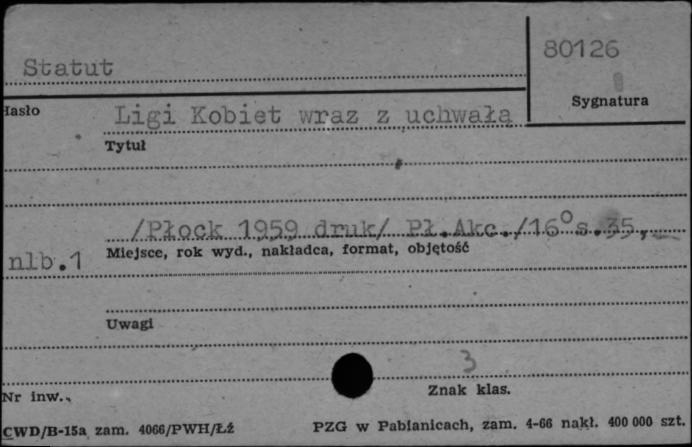 80126
Statut
Sygnatura
Hasło
Ligi Kobiet wraz z uchwałą
Tytuł
/Płock 1959 druk/ Pł.Akc./16° s.35,
Miejsce, rok wyd., nakładca, format, objętość
nlb.1
Uwagi
3
Nr inw.
Znak klas.
CWD/B-15a zam. 4066/PWH/Łź
PZG w Pabianicach, zam. 4-66 nakł. 400 000 szt.